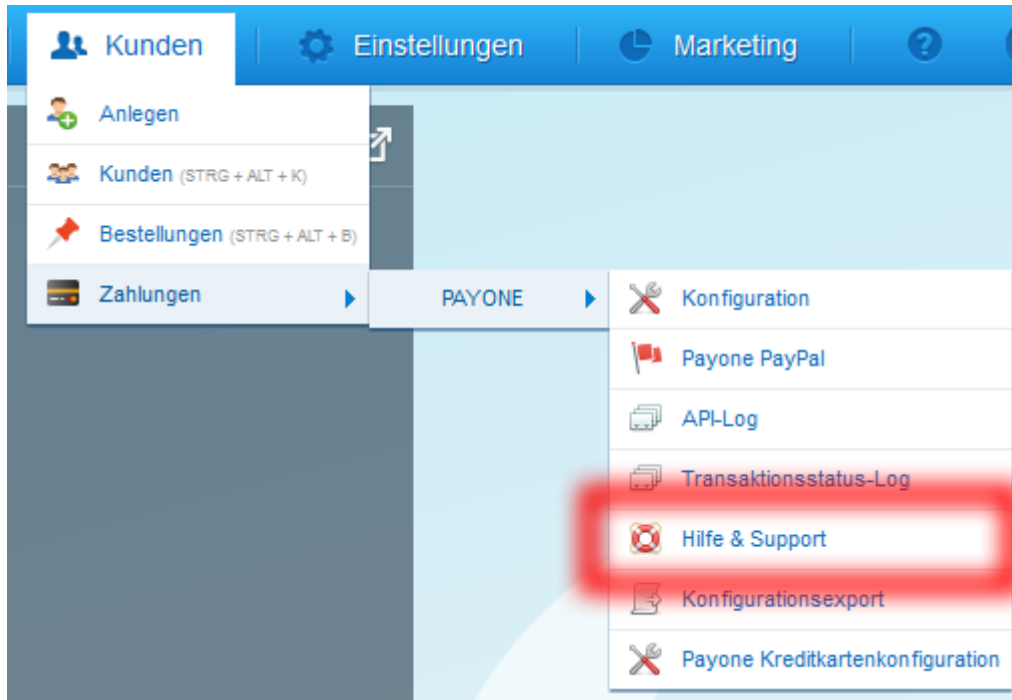 Kunden
Einstellungen
Marketing
?
Anlegen
Kunden (STRG + ALT + K)
Bestellungen (STRG + ALT + B)
Zahlungen
PAYONE
Konfiguration
Payone PayPal
API-Log
Transaktionsstatus-Log
Hilfe & Support
Konfigurationsexport
Payone Kreditkartenkonfiguration